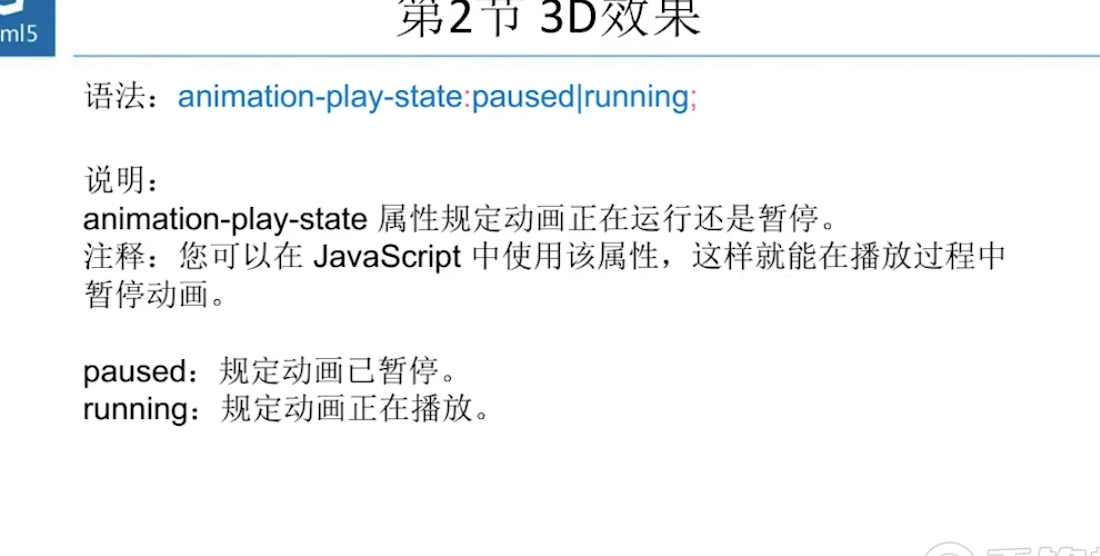 第2节 3D效果
ml5
语法：animation-play-state:paused|running;
说明：
animation-play-state 属性规定动画正在运行还是暂停。
注释：您可以在 JavaScript 中使用该属性，这样就能在播放过程中
暂停动画。
paused：规定动画已暂停。
running：规定动画正在播放。